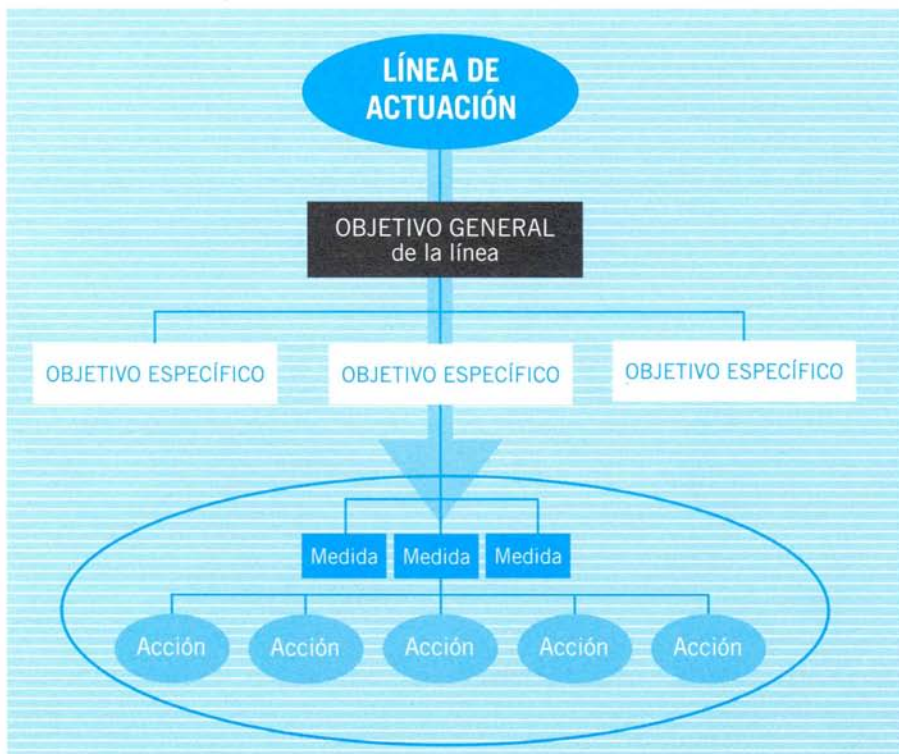 LÍNEA DE
ACTUACIÓN
OBJETIVO GENERAL
de la línea
OBJETIVO ESPECÍFICO
OBJETIVO ESPECÍFICO
OBJETIVO ESPECÍFICO
Medida
Medida
Medida
Acción
Acción
Acción
Acción
Acción